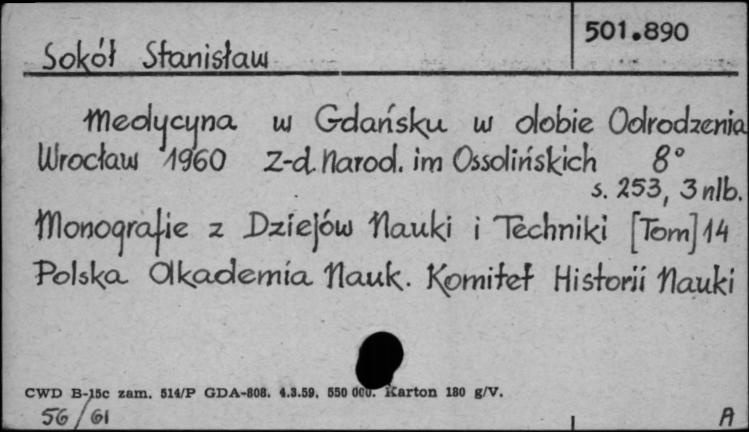 501.890
Sokół Stanisław
Medycyna w Gdańsku w dobie Odrodzenia
Wrocław 1960 Z-d. Narod. im Ossolińskich 8°
s. 253, 3 nlb.
Monografie z Dziejów Nauki i Techniki [Tom] 14
Polska Akademia Nauk. Komitet Historii Nauki
CWD B-15c zam. 514/P GDA-808. 4.3.59. 550 000. Karton 180 g/V.
56/61 A